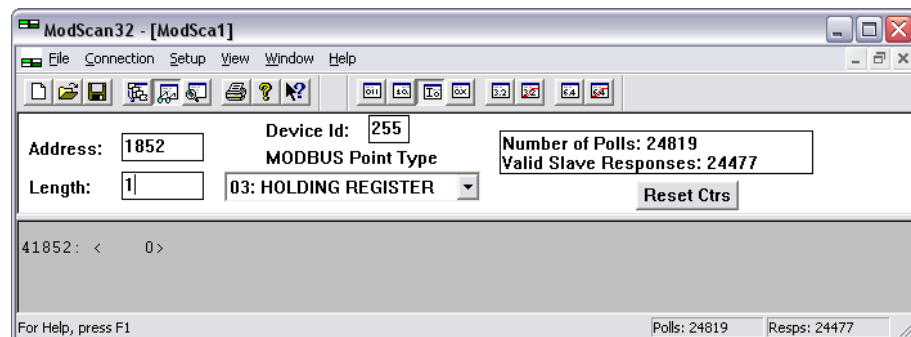 ModScan32 - [ModSca1]
File Connection Setup View Window Help
Address: 1852
Device Id: 255
MODBUS Point Type
Number of Polls: 24819
Valid Slave Responses: 24477
Length: 1
03: HOLDING REGISTER
Reset Ctrs
41852: < 0>
For Help, press F1
Polls: 24819
Resps: 24477